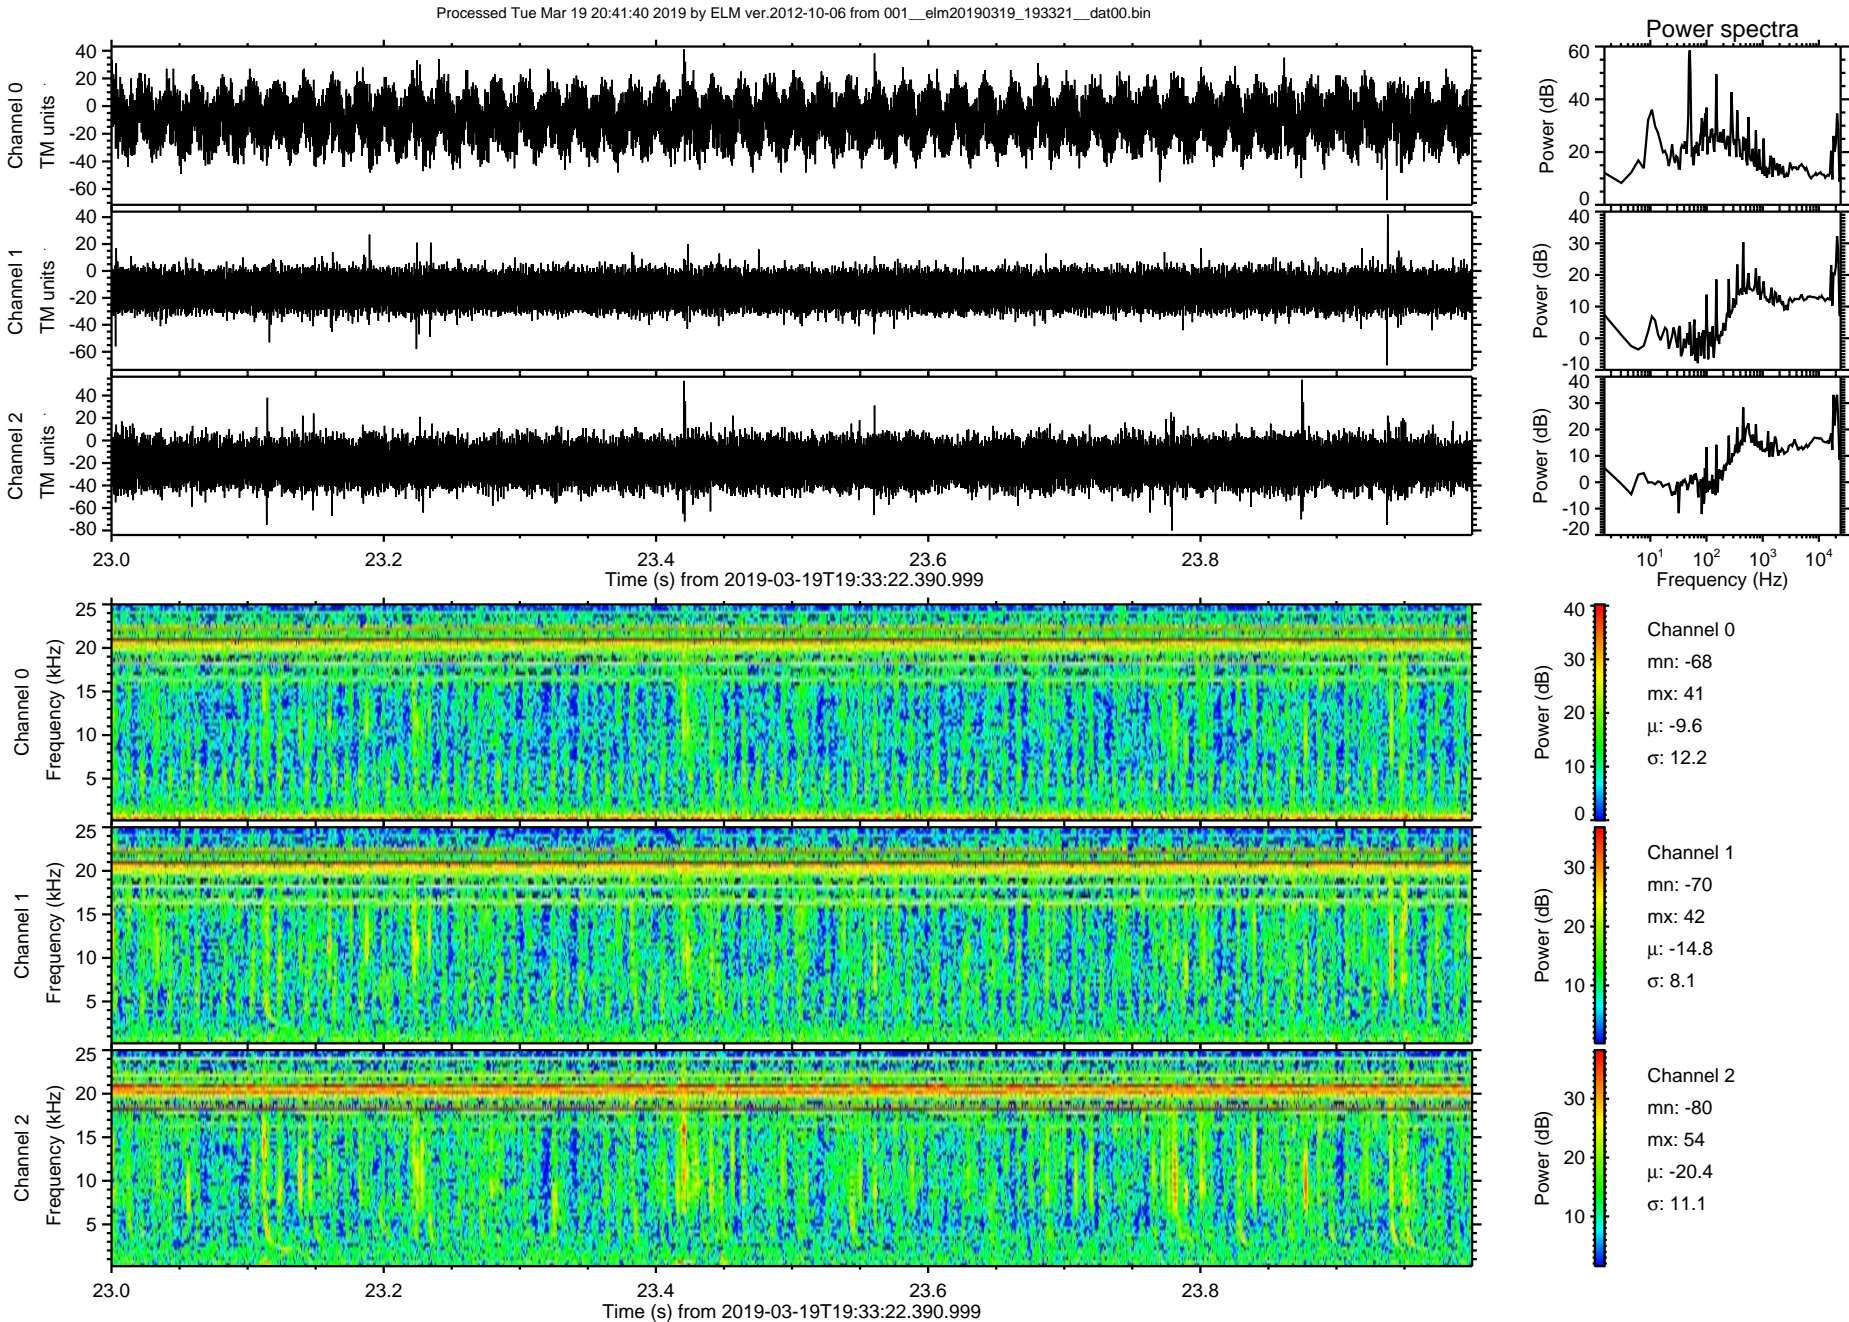 Processed Tue Mar 19 20:41:40 2019 by ELM ver.2012-10-06 from 001__elm20190319_193321__dat00.bin
Power spectra
Channel 0
TM units
40
20
0
-20
-40
-60
Power (dB)
60
40
20
0
Channel 1
TM units
40
20
0
-20
-40
-60
Power (dB)
40
30
20
10
0
-10
Channel 2
TM units
40
20
0
-20
-40
-60
-80
Power (dB)
40
30
20
10
0
-10
-20
23.0 23.2 23.4 23.6 23.8
Time (s) from 2019-03-19T19:33:22.390.999
10^1 10^2 10^3 10^4
Frequency (Hz)
Channel 0
Frequency (kHz)
25
20
15
10
5
Power (dB)
40
30
20
10
0
Channel 0
mn: -68
mx: 41
μ: -9.6
σ: 12.2
Channel 1
Frequency (kHz)
25
20
15
10
5
Power (dB)
30
20
10
Channel 1
mn: -70
mx: 42
μ: -14.8
σ: 8.1
Channel 2
Frequency (kHz)
25
20
15
10
5
Power (dB)
30
20
10
Channel 2
mn: -80
mx: 54
μ: -20.4
σ: 11.1
23.0 23.2 23.4 23.6 23.8
Time (s) from 2019-03-19T19:33:22.390.999